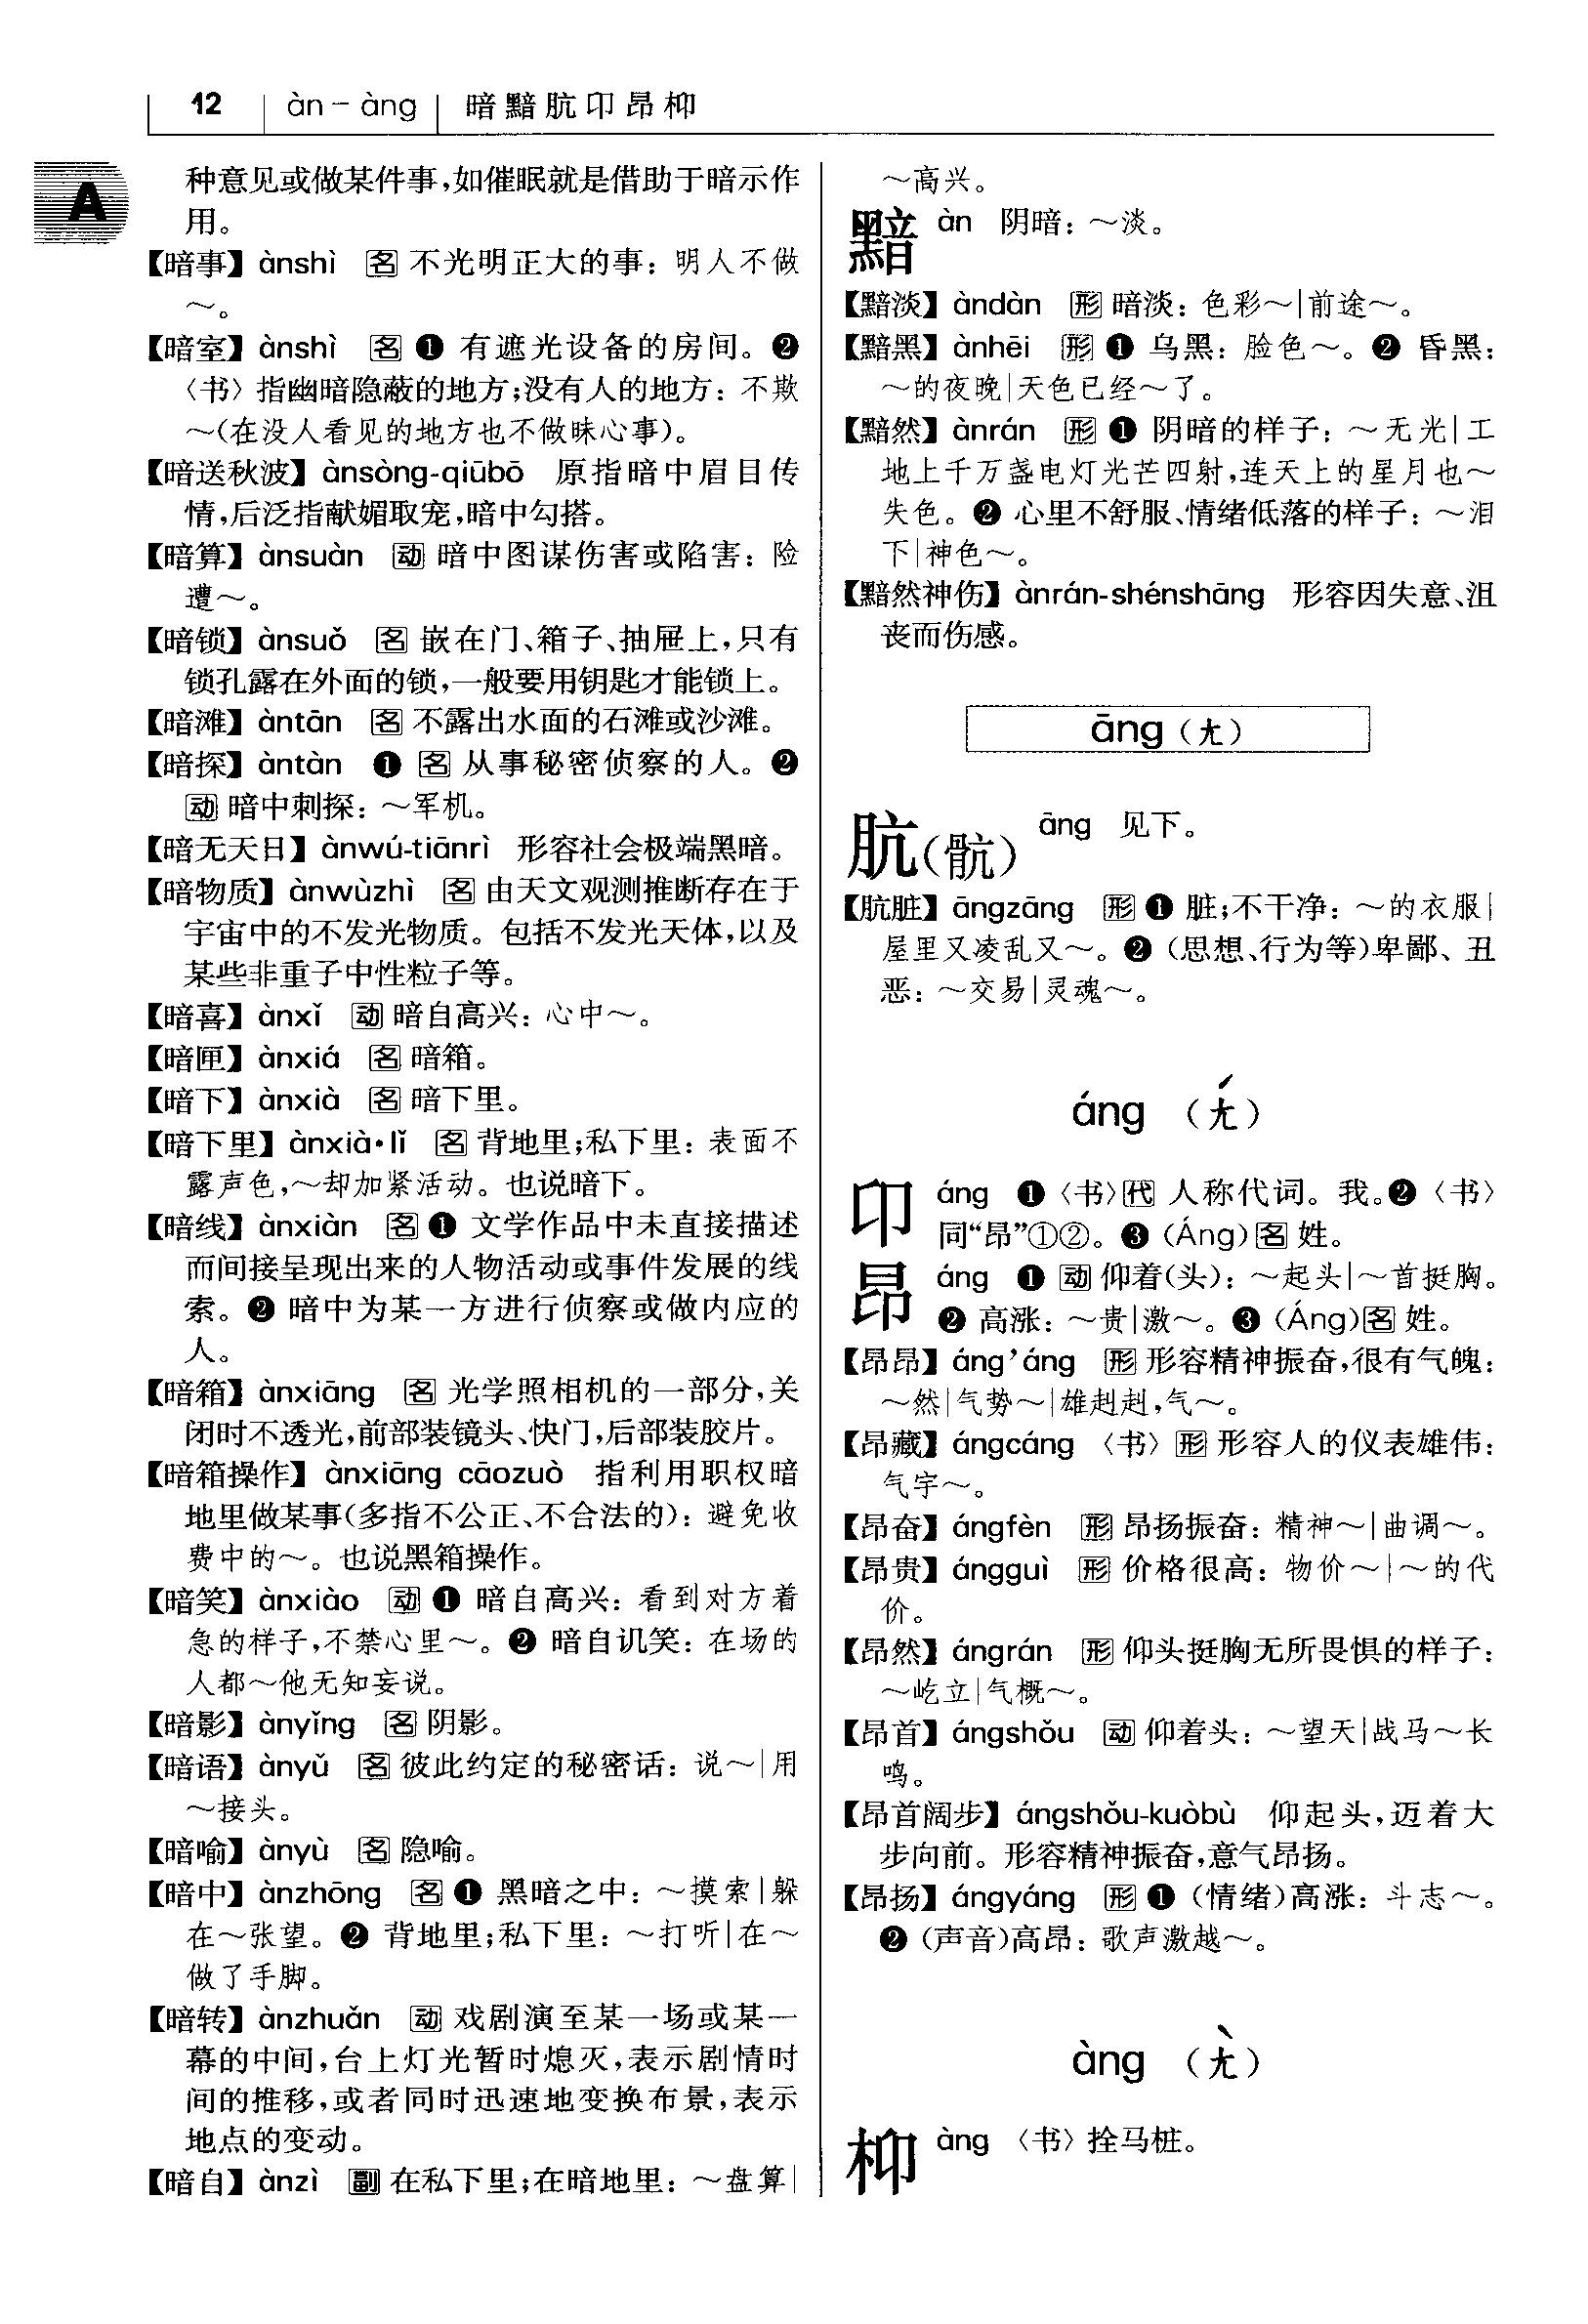 12 àn－àng 暗黯肮卬昂枊
A
种意见或做某件事，如催眠就是借助于暗示作
用。
【暗事】ànshì 名 不光明正大的事：明人不做
～。
【暗室】ànshì 名 ❶ 有遮光设备的房间。❷
〈书〉指幽暗隐蔽的地方；没有人的地方：不欺
～(在没人看见的地方也不做昧心事)。
【暗送秋波】ànsòng-qiūbō 原指暗中眉目传
情，后泛指献媚取宠，暗中勾搭。
【暗算】ànsuàn 动 暗中图谋伤害或陷害：险
遭～。
【暗锁】ànsuǒ 名 嵌在门、箱子、抽屉上，只有
锁孔露在外面的锁，一般要用钥匙才能锁上。
【暗滩】àntān 名 不露出水面的石滩或沙滩。
【暗探】àntàn ❶ 名 从事秘密侦察的人。❷
动 暗中刺探：～军机。
【暗无天日】ànwú-tiānrì 形容社会极端黑暗。
【暗物质】ànwùzhì 名 由天文观测推断存在于
宇宙中的不发光物质。包括不发光天体，以及
某些非重子中性粒子等。
【暗喜】ànxǐ 动 暗自高兴：心中～。
【暗匣】ànxiá 名 暗箱。
【暗下】ànxià 名 暗下里。
【暗下里】ànxià·lǐ 名 背地里；私下里：表面不
露声色，～却加紧活动。也说暗下。
【暗线】ànxiàn 名 ❶ 文学作品中未直接描述
而间接呈现出来的人物活动或事件发展的线
索。❷ 暗中为某一方进行侦察或做内应的
人。
【暗箱】ànxiāng 名 光学照相机的一部分，关
闭时不透光，前部装镜头、快门，后部装胶片。
【暗箱操作】ànxiāng cāozuò 指利用职权暗
地里做某事(多指不公正、不合法的)：避免收
费中的～。也说黑箱操作。
【暗笑】ànxiào 动 ❶ 暗自高兴：看到对方着
急的样子，不禁心里～。❷ 暗自讥笑：在场的
人都～他无知妄说。
【暗影】ànyǐng 名 阴影。
【暗语】ànyǔ 名 彼此约定的秘密话：说～|用
～接头。
【暗喻】ànyù 名 隐喻。
【暗中】ànzhōng 名 ❶ 黑暗之中：～摸索|躲
在～张望。❷ 背地里；私下里：～打听|在～
做了手脚。
【暗转】ànzhuǎn 动 戏剧演至某一场或某一
幕的中间，台上灯光暂时熄灭，表示剧情时
间的推移，或者同时迅速地变换布景，表示
地点的变动。
【暗自】ànzì 副 在私下里；在暗地里：～盘算|
～高兴。
黯 àn 阴暗：～淡。
【黯淡】àndàn 形 暗淡：色彩～|前途～。
【黯黑】ànhēi 形 ❶ 乌黑：脸色～。❷ 昏黑：
～的夜晚|天色已经～了。
【黯然】ànrán 形 ❶ 阴暗的样子：～无光|工
地上千万盏电灯光芒四射，连天上的星月也～
失色。❷ 心里不舒服、情绪低落的样子：～泪
下|神色～。
【黯然神伤】ànrán-shénshāng 形容因失意、沮
丧而伤感。
āng（ㄤ）
肮(骯) āng 见下。
【肮脏】āngzāng 形 ❶ 脏；不干净：～的衣服|
屋里又凌乱又～。❷ (思想、行为等)卑鄙、丑
恶：～交易|灵魂～。
áng（ㄤˊ）
卬 áng ❶〈书〉代 人称代词。我。❷〈书〉
同“昂”①②。❸ (Áng) 名 姓。
昂 áng ❶ 动 仰着(头)：～起头|～首挺胸。
❷ 高涨：～贵|激～。❸ (Áng) 名 姓。
【昂昂】áng’áng 形 形容精神振奋，很有气魄：
～然|气势～|雄赳赳，气～。
【昂藏】ángcáng〈书〉形 形容人的仪表雄伟：
气宇～。
【昂奋】ángfèn 形 昂扬振奋：精神～|曲调～。
【昂贵】ángguì 形 价格很高：物价～|～的代
价。
【昂然】ángrán 形 仰头挺胸无所畏惧的样子：
～屹立|气概～。
【昂首】ángshǒu 动 仰着头：～望天|战马～长
鸣。
【昂首阔步】ángshǒu-kuòbù 仰起头，迈着大
步向前。形容精神振奋，意气昂扬。
【昂扬】ángyáng 形 ❶ (情绪)高涨：斗志～。
❷ (声音)高昂：歌声激越～。
àng（ㄤˋ）
枊 àng〈书〉拴马桩。